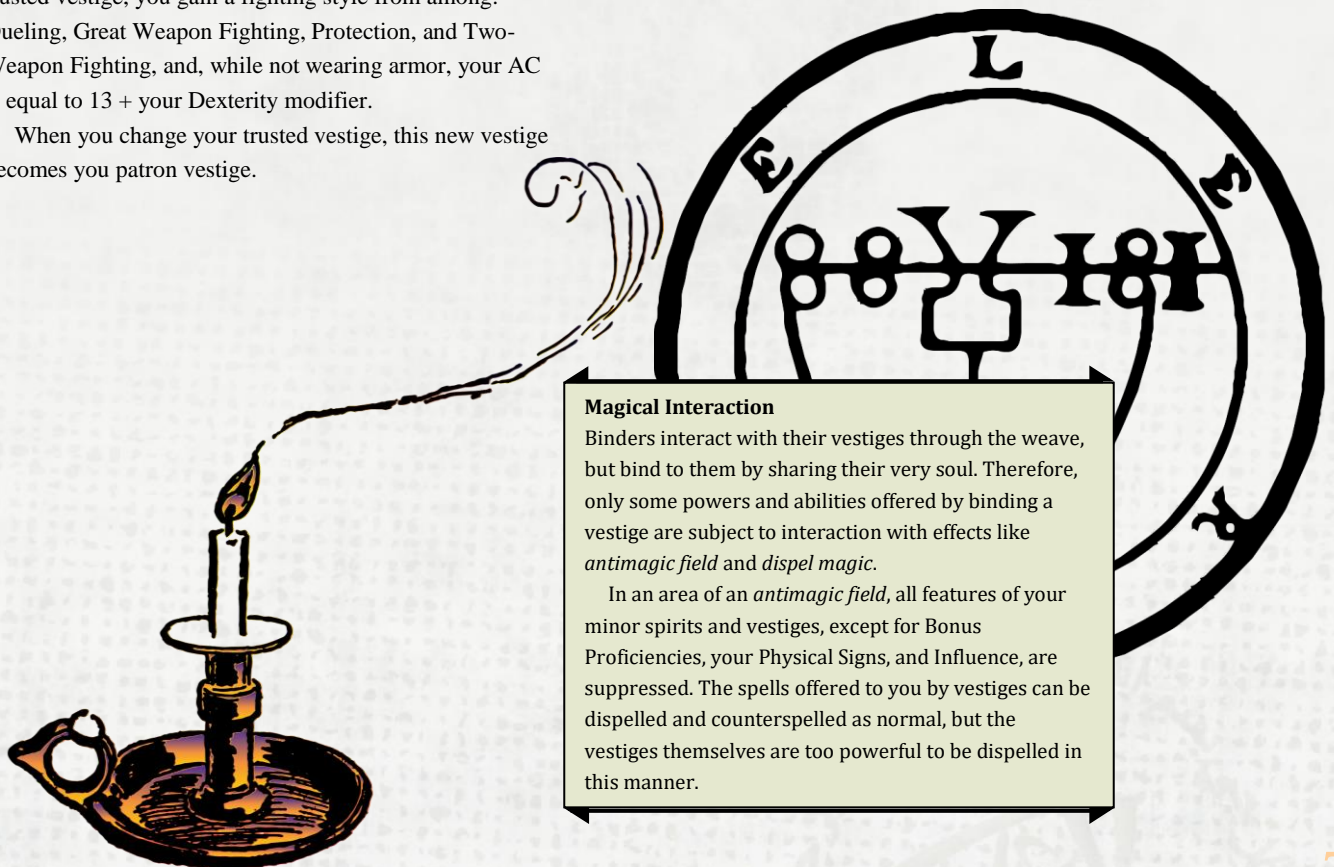 trusted vestige, you gain a fighting style from among:
Dueling, Great Weapon Fighting, Protection, and Two-
Weapon Fighting, and, while not wearing armor, your AC
equal to 13 + your Dexterity modifier.
When you change your trusted vestige, this new vestige
becomes you patron vestige.
L
E
E
R
Magical Interaction
Binders interact with their vestiges through the weave,
but bind to them by sharing their very soul. Therefore,
only some powers and abilities offered by binding a
vestige are subject to interaction with effects like
antimagic field and dispel magic.
In an area of an antimagic field, all features of your
minor spirits and vestiges, except for Bonus
Proficiencies, your Physical Signs, and Influence, are
suppressed. The spells offered to you by vestiges can be
dispelled and counterspelled as normal, but the
vestiges themselves are too powerful to be dispelled in
this manner.